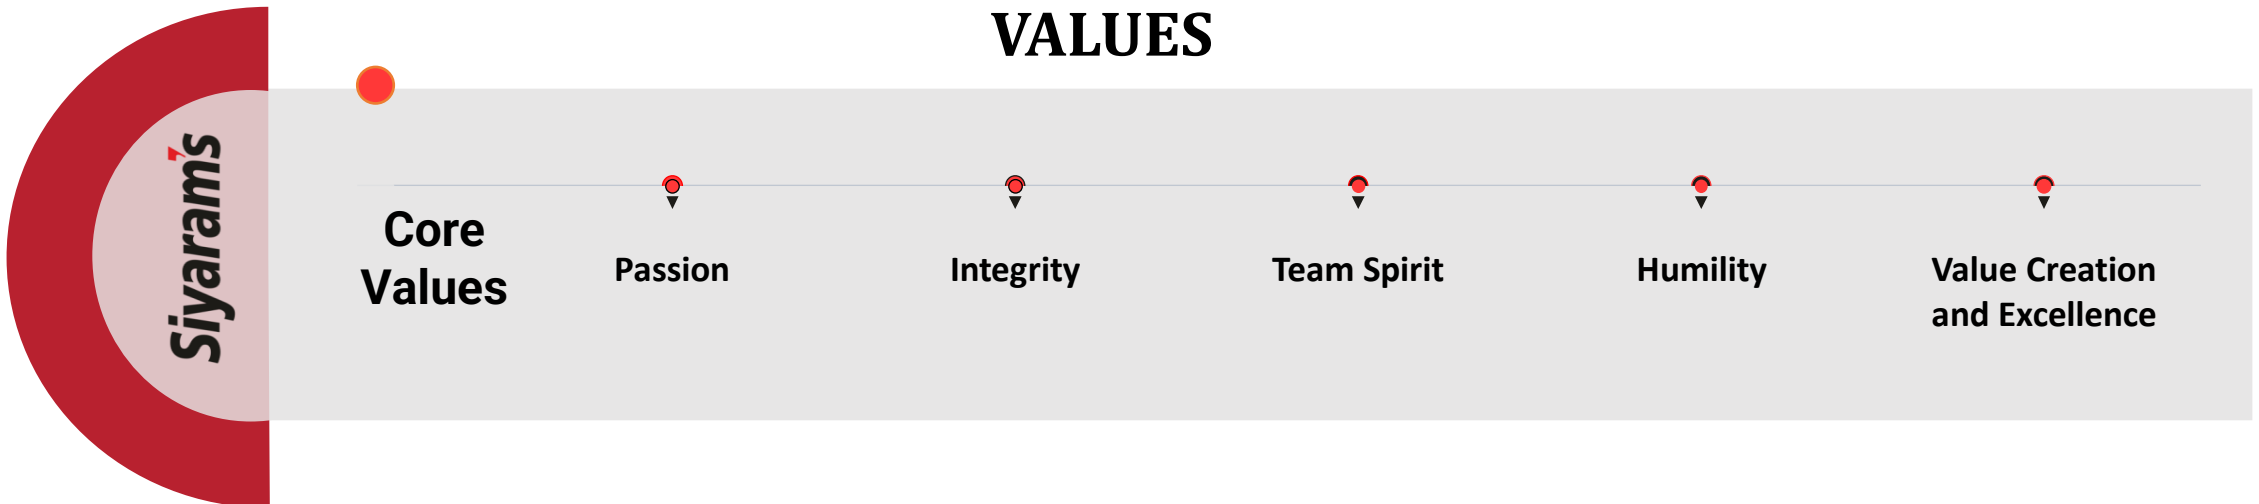 VALUES
Siyaram's
Core
Values
Passion
Integrity
Team Spirit
Humility
Value Creation
and Excellence